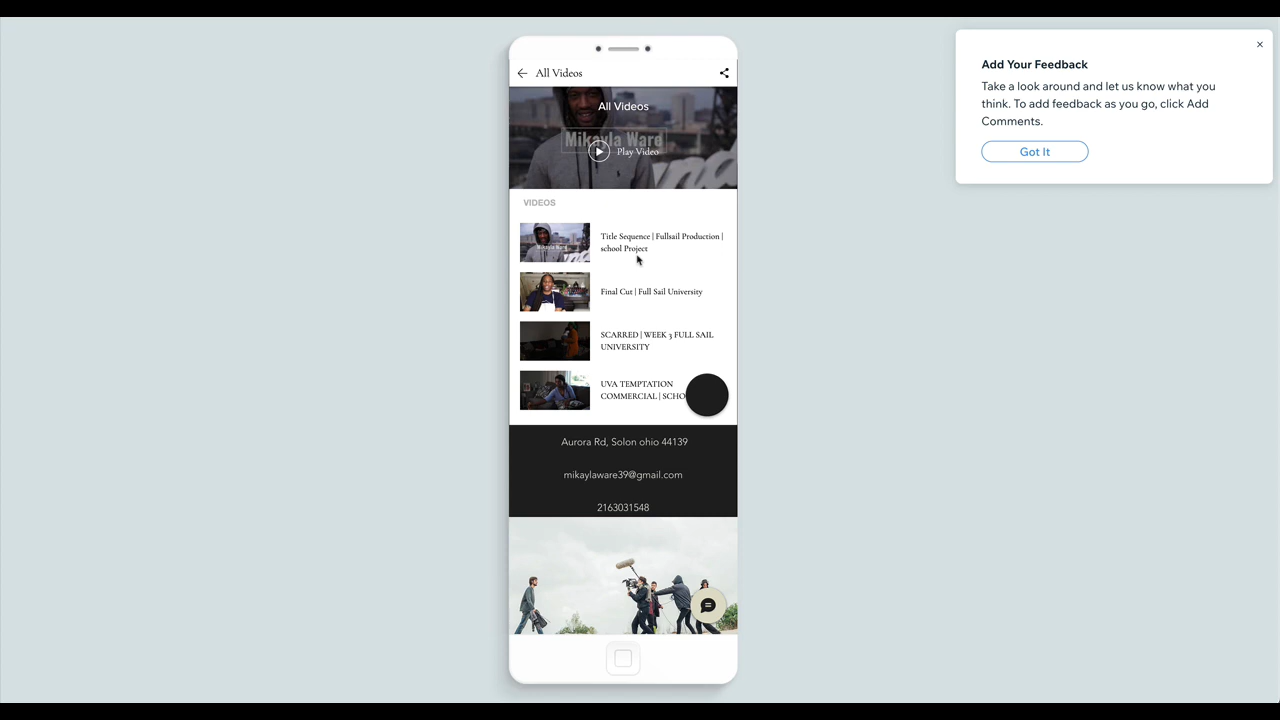 All Videos
All Videos
Mikayla Ware
Play Video
VIDEOS
Title Sequence | Fullsail Production |
school Project
Final Cut | Full Sail University
SCARRED | WEEK 3 FULL SAIL
UNIVERSITY
UVA TEMPTATION
COMMERCIAL | SCHO
Aurora Rd, Solon ohio 44139
mikaylaware39@gmail.com
2163031548
Add Your Feedback
Take a look around and let us know what you
think. To add feedback as you go, click Add
Comments.
Got It